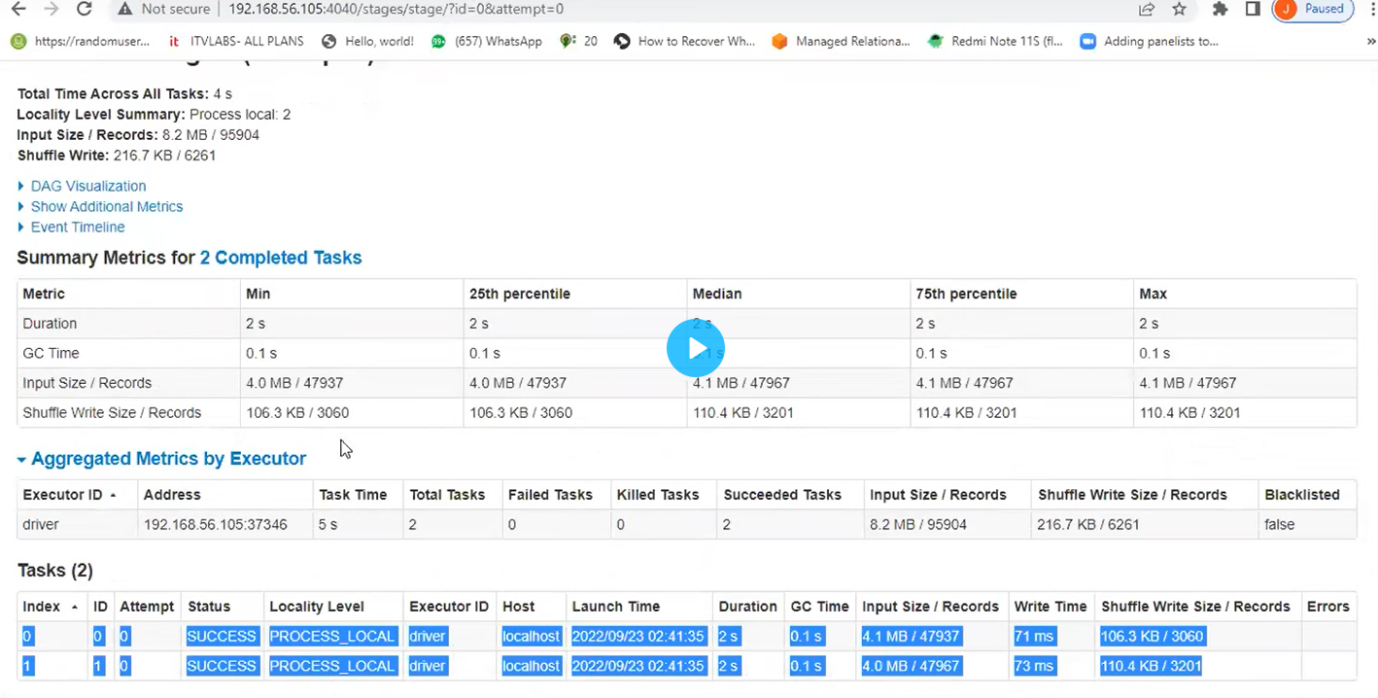 Not secure | 192.168.56.105:4040/stages/stage/?id=0&attempt=0
J Paused
https://randomuser... it ITVLABS- ALL PLANS Hello, world! (657) WhatsApp 20 How to Recover Wh... Managed Relationa... Redmi Note 11S (fl... Adding panelists to... »
Total Time Across All Tasks: 4 s
Locality Level Summary: Process local: 2
Input Size / Records: 8.2 MB / 95904
Shuffle Write: 216.7 KB / 6261
DAG Visualization
Show Additional Metrics
Event Timeline
Summary Metrics for 2 Completed Tasks
Metric Min 25th percentile Median 75th percentile Max
Duration 2 s 2 s 2 s 2 s 2 s
GC Time 0.1 s 0.1 s 0.1 s 0.1 s 0.1 s
Input Size / Records 4.0 MB / 47937 4.0 MB / 47937 4.1 MB / 47967 4.1 MB / 47967 4.1 MB / 47967
Shuffle Write Size / Records 106.3 KB / 3060 106.3 KB / 3060 110.4 KB / 3201 110.4 KB / 3201 110.4 KB / 3201
Aggregated Metrics by Executor
Executor ID Address Task Time Total Tasks Failed Tasks Killed Tasks Succeeded Tasks Input Size / Records Shuffle Write Size / Records Blacklisted
driver 192.168.56.105:37346 5 s 2 0 0 2 8.2 MB / 95904 216.7 KB / 6261 false
Tasks (2)
Index ID Attempt Status Locality Level Executor ID Host Launch Time Duration GC Time Input Size / Records Write Time Shuffle Write Size / Records Errors
0 0 0 SUCCESS PROCESS_LOCAL driver localhost 2022/09/23 02:41:35 2 s 0.1 s 4.1 MB / 47937 71 ms 106.3 KB / 3060
1 1 0 SUCCESS PROCESS_LOCAL driver localhost 2022/09/23 02:41:35 2 s 0.1 s 4.0 MB / 47967 73 ms 110.4 KB / 3201